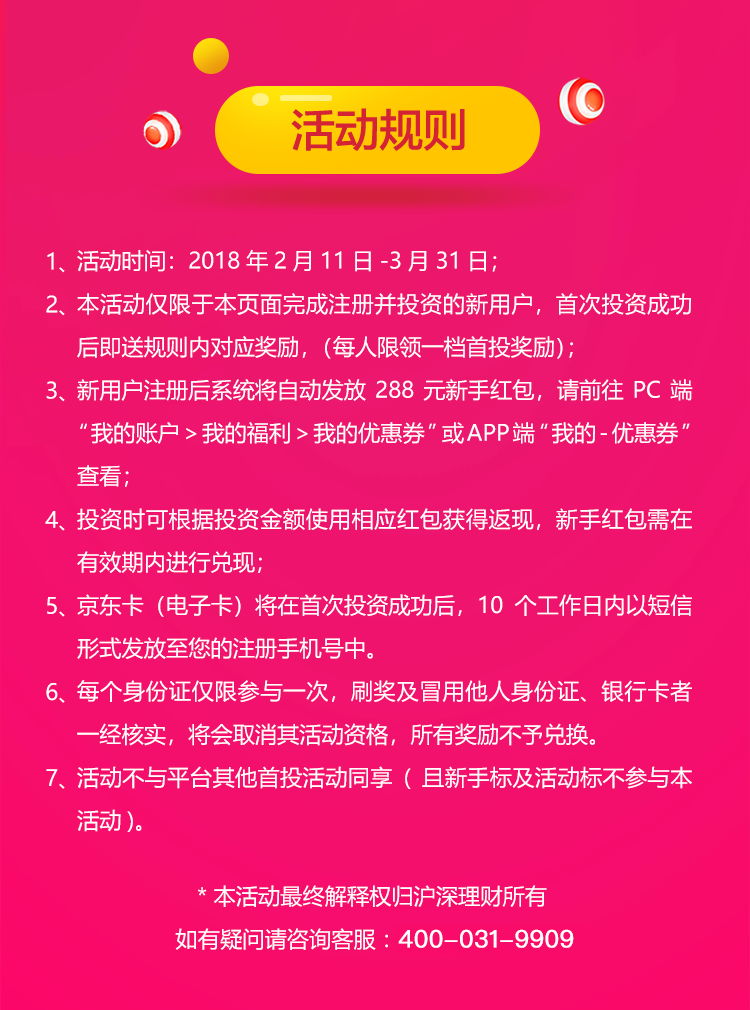 活动规则
1、活动时间：2018 年 2 月 11 日 -3 月 31 日；
2、本活动仅限于本页面完成注册并投资的新用户，首次投资成功
后即送规则内对应奖励，（每人限领一档首投奖励）；
3、新用户注册后系统将自动发放 288 元新手红包，请前往 PC 端
“我的账户 > 我的福利 > 我的优惠券” 或 APP 端 “我的 - 优惠券”
查看；
4、投资时可根据投资金额使用相应红包获得返现，新手红包需在
有效期内进行兑现；
5、京东卡（电子卡）将在首次投资成功后，10 个工作日内以短信
形式发放至您的注册手机号中。
6、每个身份证仅限参与一次，刷奖及冒用他人身份证、银行卡者
一经核实，将会取消其活动资格，所有奖励不予兑换。
7、活动不与平台其他首投活动同享 ( 且新手标及活动标不参与本
活动 )。
* 本活动最终解释权归沪深理财所有
如有疑问请咨询客服：400-031-9909